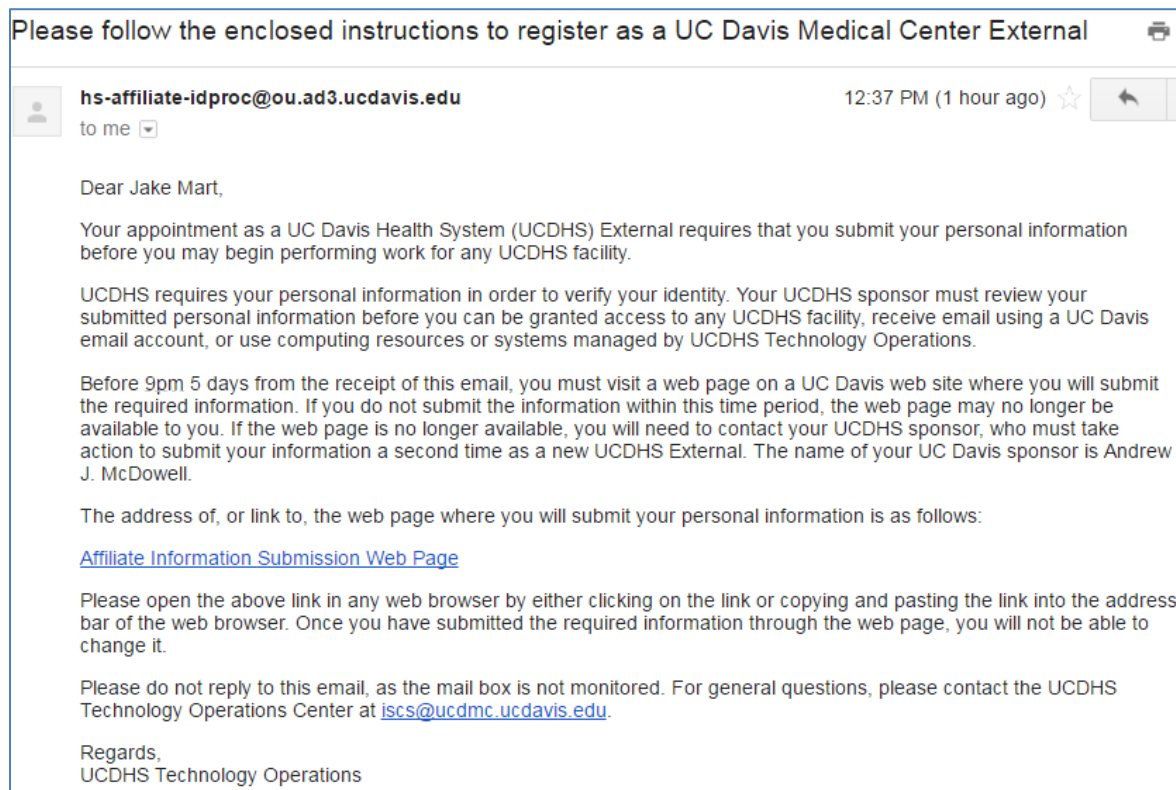 Please follow the enclosed instructions to register as a UC Davis Medical Center External
hs-affiliate-idproc@ou.ad3.ucdavis.edu
12:37 PM (1 hour ago)
to me
Dear Jake Mart,
Your appointment as a UC Davis Health System (UCDHS) External requires that you submit your personal information
before you may begin performing work for any UCDHS facility.
UCDHS requires your personal information in order to verify your identity. Your UCDHS sponsor must review your
submitted personal information before you can be granted access to any UCDHS facility, receive email using a UC Davis
email account, or use computing resources or systems managed by UCDHS Technology Operations.
Before 9pm 5 days from the receipt of this email, you must visit a web page on a UC Davis web site where you will submit
the required information. If you do not submit the information within this time period, the web page may no longer be
available to you. If the web page is no longer available, you will need to contact your UCDHS sponsor, who must take
action to submit your information a second time as a new UCDHS External. The name of your UC Davis sponsor is Andrew
J. McDowell.
The address of, or link to, the web page where you will submit your personal information is as follows:
Affiliate Information Submission Web Page
Please open the above link in any web browser by either clicking on the link or copying and pasting the link into the address
bar of the web browser. Once you have submitted the required information through the web page, you will not be able to
change it.
Please do not reply to this email, as the mail box is not monitored. For general questions, please contact the UCDHS
Technology Operations Center at iscs@ucdmc.ucdavis.edu.
Regards,
UCDHS Technology Operations